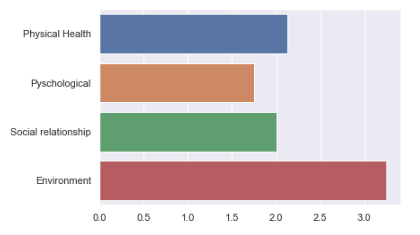 Physical Health
Pyschological
Social relationship
Environment
0.0 0.5 1.0 1.5 2.0 2.5 3.0